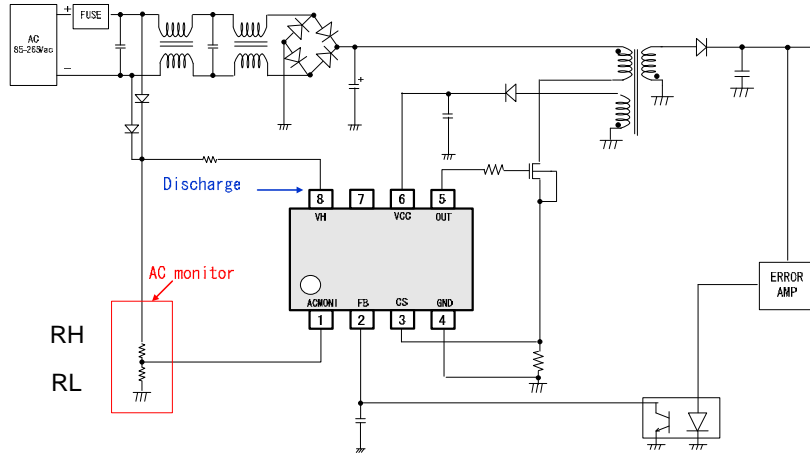 +
FUSE
AC
85-265Vac
−
+
Discharge
8
7
6
5
VH
VCC
OUT
AC monitor
ERROR
AMP
ACMONI
FB
CS
GND
1
2
3
4
RH
RL